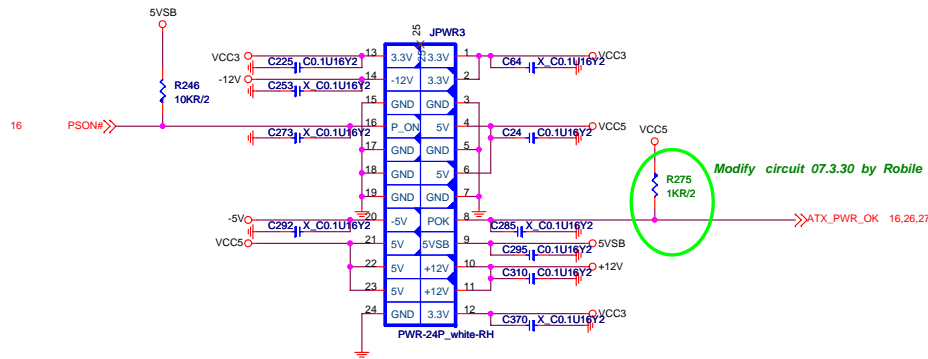 5VSB
R246
10KR/2
16
PSON#
25
25
JPWR3
VCC3
C225
C0.1U16Y2
13
3.3V
3.3V
1
C64
X_C0.1U16Y2
VCC3
-12V
C253
X_C0.1U16Y2
14
-12V
3.3V
2
15
GND
GND
3
C273
X_C0.1U16Y2
16
P_ON
5V
4
C24
C0.1U16Y2
VCC5
17
GND
GND
5
18
GND
5V
6
19
GND
GND
7
-5V
C292
X_C0.1U16Y2
20
-5V
POK
8
C285
X_C0.1U16Y2
VCC5
21
5V
5VSB
9
C295
C0.1U16Y2
5VSB
22
5V
+12V
10
C310
C0.1U16Y2
+12V
23
5V
+12V
11
24
GND
3.3V
12
C370
X_C0.1U16Y2
VCC3
PWR-24P_white-RH
VCC5
R275
1KR/2
Modify circuit 07.3.30 by Robile
ATX_PWR_OK 16,26,27